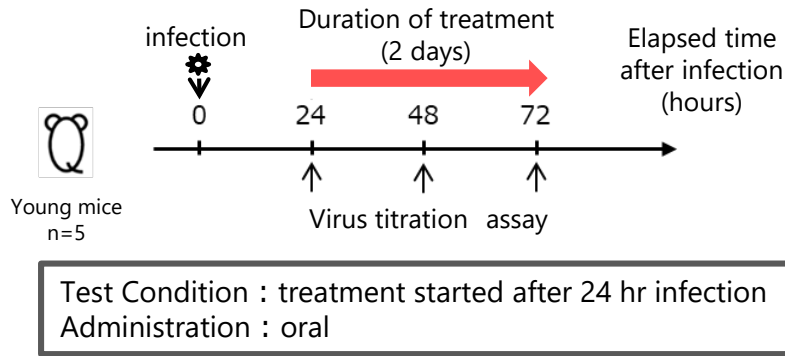 infection
Duration of treatment
(2 days)
Elapsed time
after infection
(hours)
0 24 48 72
Young mice
n=5
Virus titration assay
Test Condition：treatment started after 24 hr infection
Administration：oral